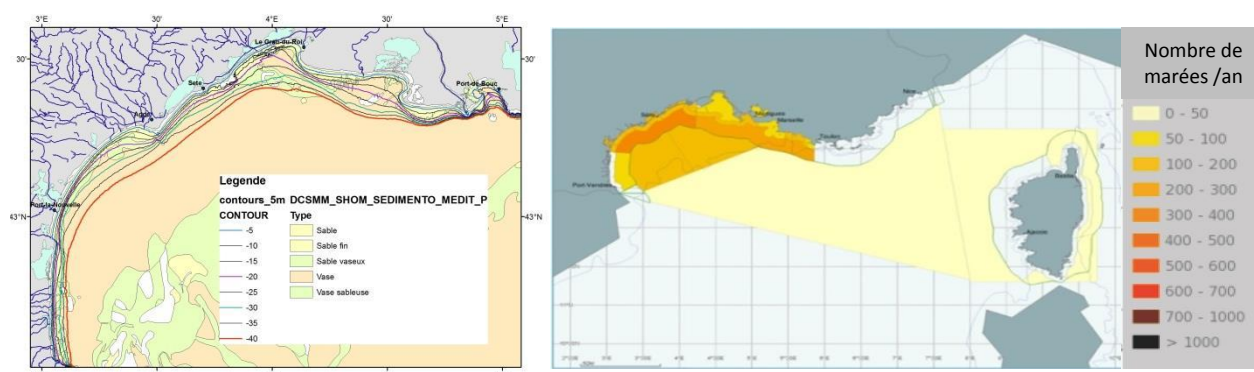 3°E 30' 4°E 30' 5°E
Le Grau-du-Roi
30' 30'
Port-de-Bouc
Sete
Agde
43°N 43°N
Port-la-Nouvelle
Legende
contours_5m DCSMM_SHOM_SEDIMENTO_MEDIT_P
CONTOUR Type
-5 Sable
-10 Sable fin
-15 Sable vaseux
-20 Vase
-25 Vase sableuse
-30
-35
-40
Nice
Sete
Martigues
Marseille
Toulon
Port-Vendres
Bastia
Ajaccio
Nombre de
marées /an
0 - 50
50 - 100
100 - 200
200 - 300
300 - 400
400 - 500
500 - 600
600 - 700
700 - 1000
> 1000